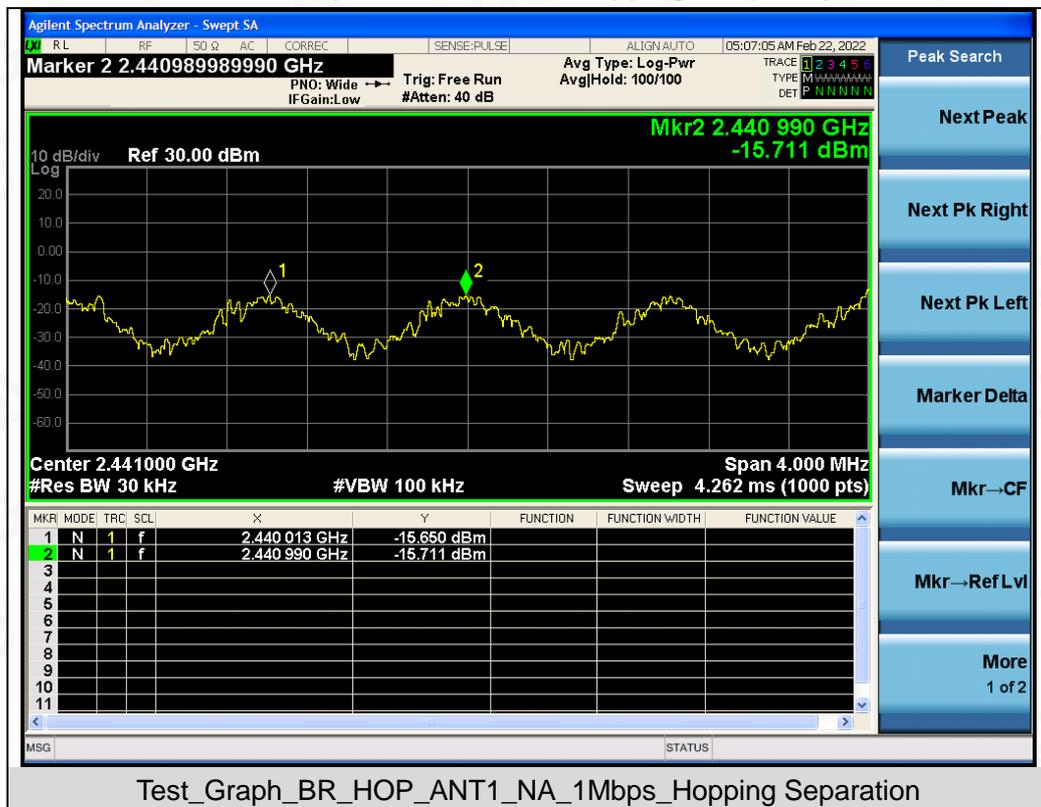 Agilent Spectrum Analyzer - Swept SA
LXI RL RF 50 Ω AC CORREC SENSE:PULSE ALIGN AUTO 05:07:05 AM Feb 22, 2022
Marker 2 2.440989989990 GHz
PNO: Wide
IFGain:Low
Trig: Free Run
#Atten: 40 dB
Avg Type: Log-Pwr
Avg|Hold: 100/100
TRACE 1 2 3 4 5 6
TYPE M
DET P N N N N N
Peak Search
Mkr2 2.440 990 GHz
-15.711 dBm
10 dB/div Ref 30.00 dBm
Log
20.0
10.0
0.00
-10.0
-20.0
-30.0
-40.0
-50.0
-60.0
1
2
Center 2.441000 GHz Span 4.000 MHz
#Res BW 30 kHz #VBW 100 kHz Sweep 4.262 ms (1000 pts)
MKR MODE TRC SCL X Y FUNCTION FUNCTION WIDTH FUNCTION VALUE
1 N 1 f 2.440 013 GHz -15.650 dBm
2 N 1 f 2.440 990 GHz -15.711 dBm
3
4
5
6
7
8
9
10
11
Next Peak
Next Pk Right
Next Pk Left
Marker Delta
Mkr→CF
Mkr→Ref Lvl
More
1 of 2
MSG STATUS
Test_Graph_BR_HOP_ANT1_NA_1Mbps_Hopping Separation